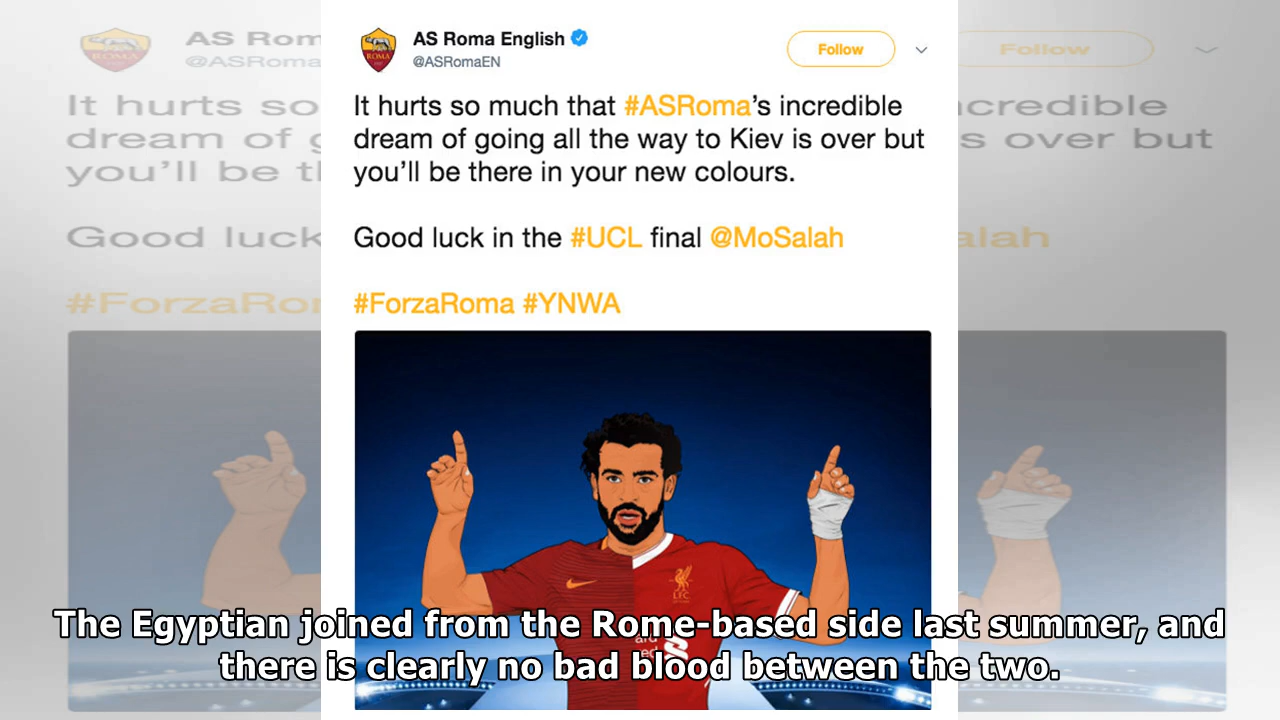 AS Roma English
@ASRomaEN
Follow
It hurts so much that #ASRoma's incredible
dream of going all the way to Kiev is over but
you'll be there in your new colours.
Good luck in the #UCL final @MoSalah
#ForzaRoma #YNWA
ROMA
LFC
The Egyptian joined from the Rome-based side last summer, and
there is clearly no bad blood between the two.